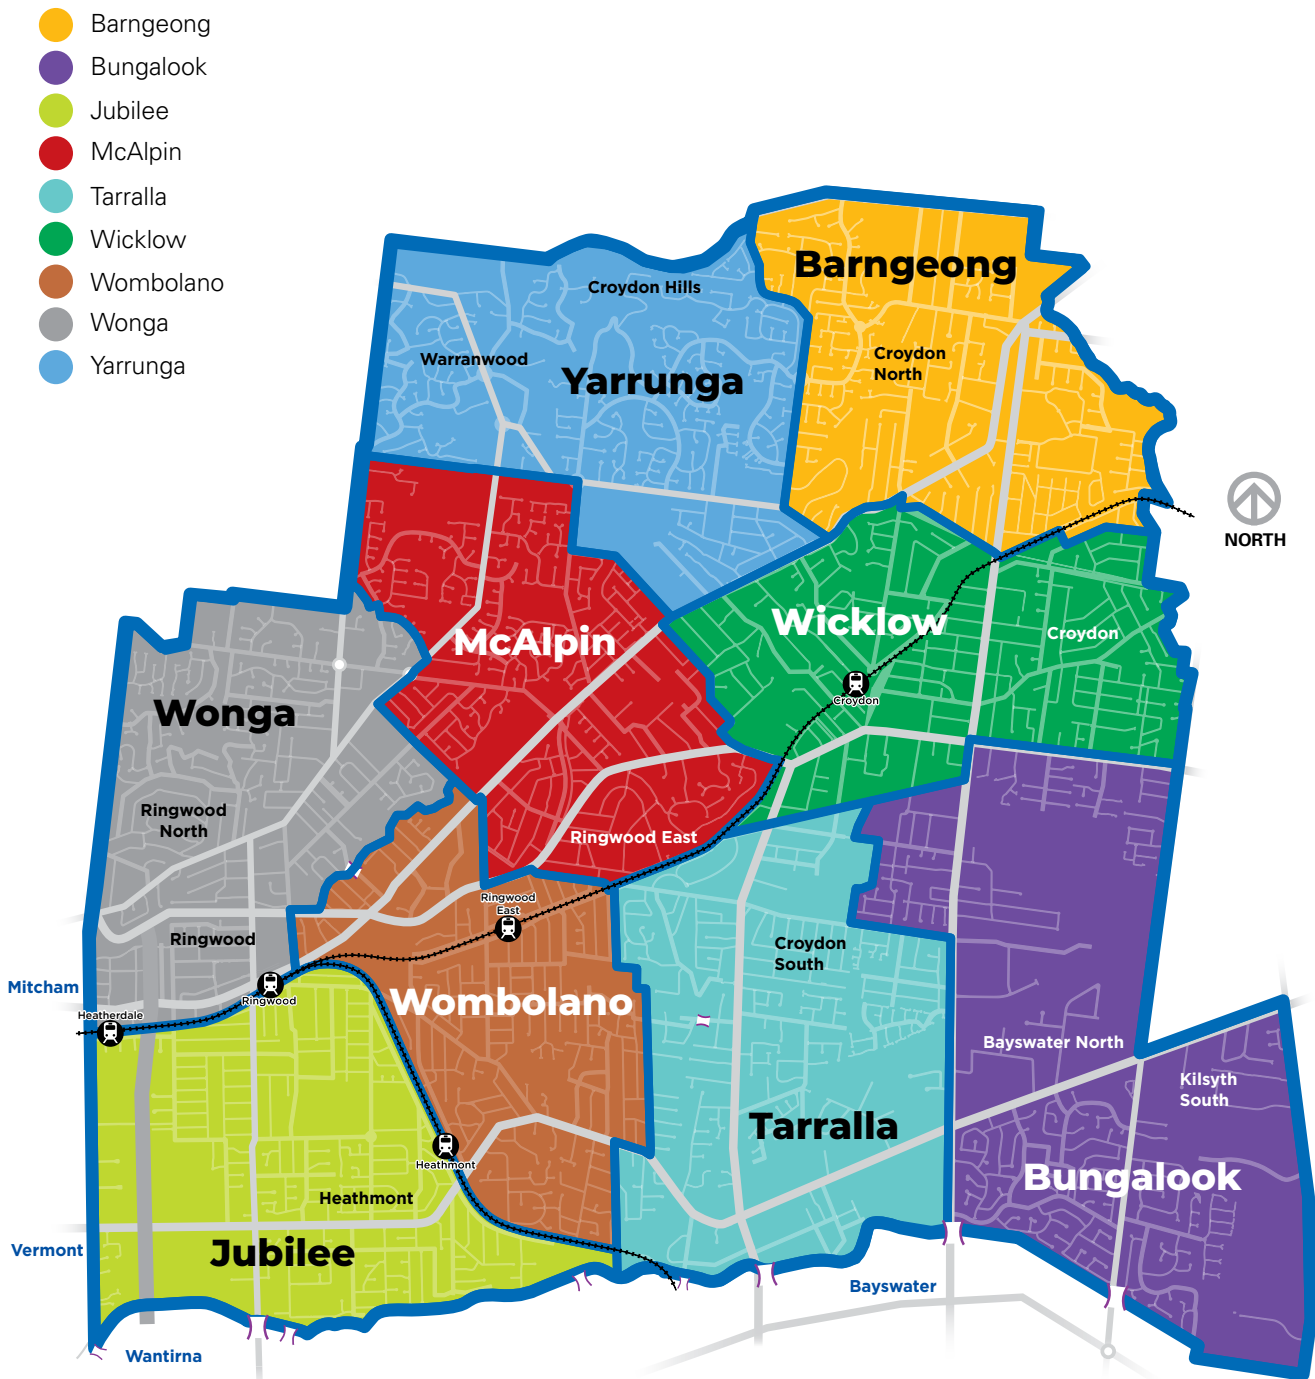 Barngeong
Bungalook
Jubilee
McAlpin
Tarralla
Wicklow
Wombolano
Wonga
Yarrunga
Barngeong
Croydon Hills
Croydon
North
Warranwood
Yarrunga
NORTH
Wicklow
Croydon
McAlpin
Croydon
Wonga
Ringwood
North
Ringwood East
Ringwood
East
Ringwood
Croydon
South
Mitcham
Ringwood
Wombolano
Heatherdale
Bayswater North
Kilsyth
South
Tarralla
Heathmont
Bungalook
Heathmont
Vermont
Jubilee
Bayswater
Wantirna